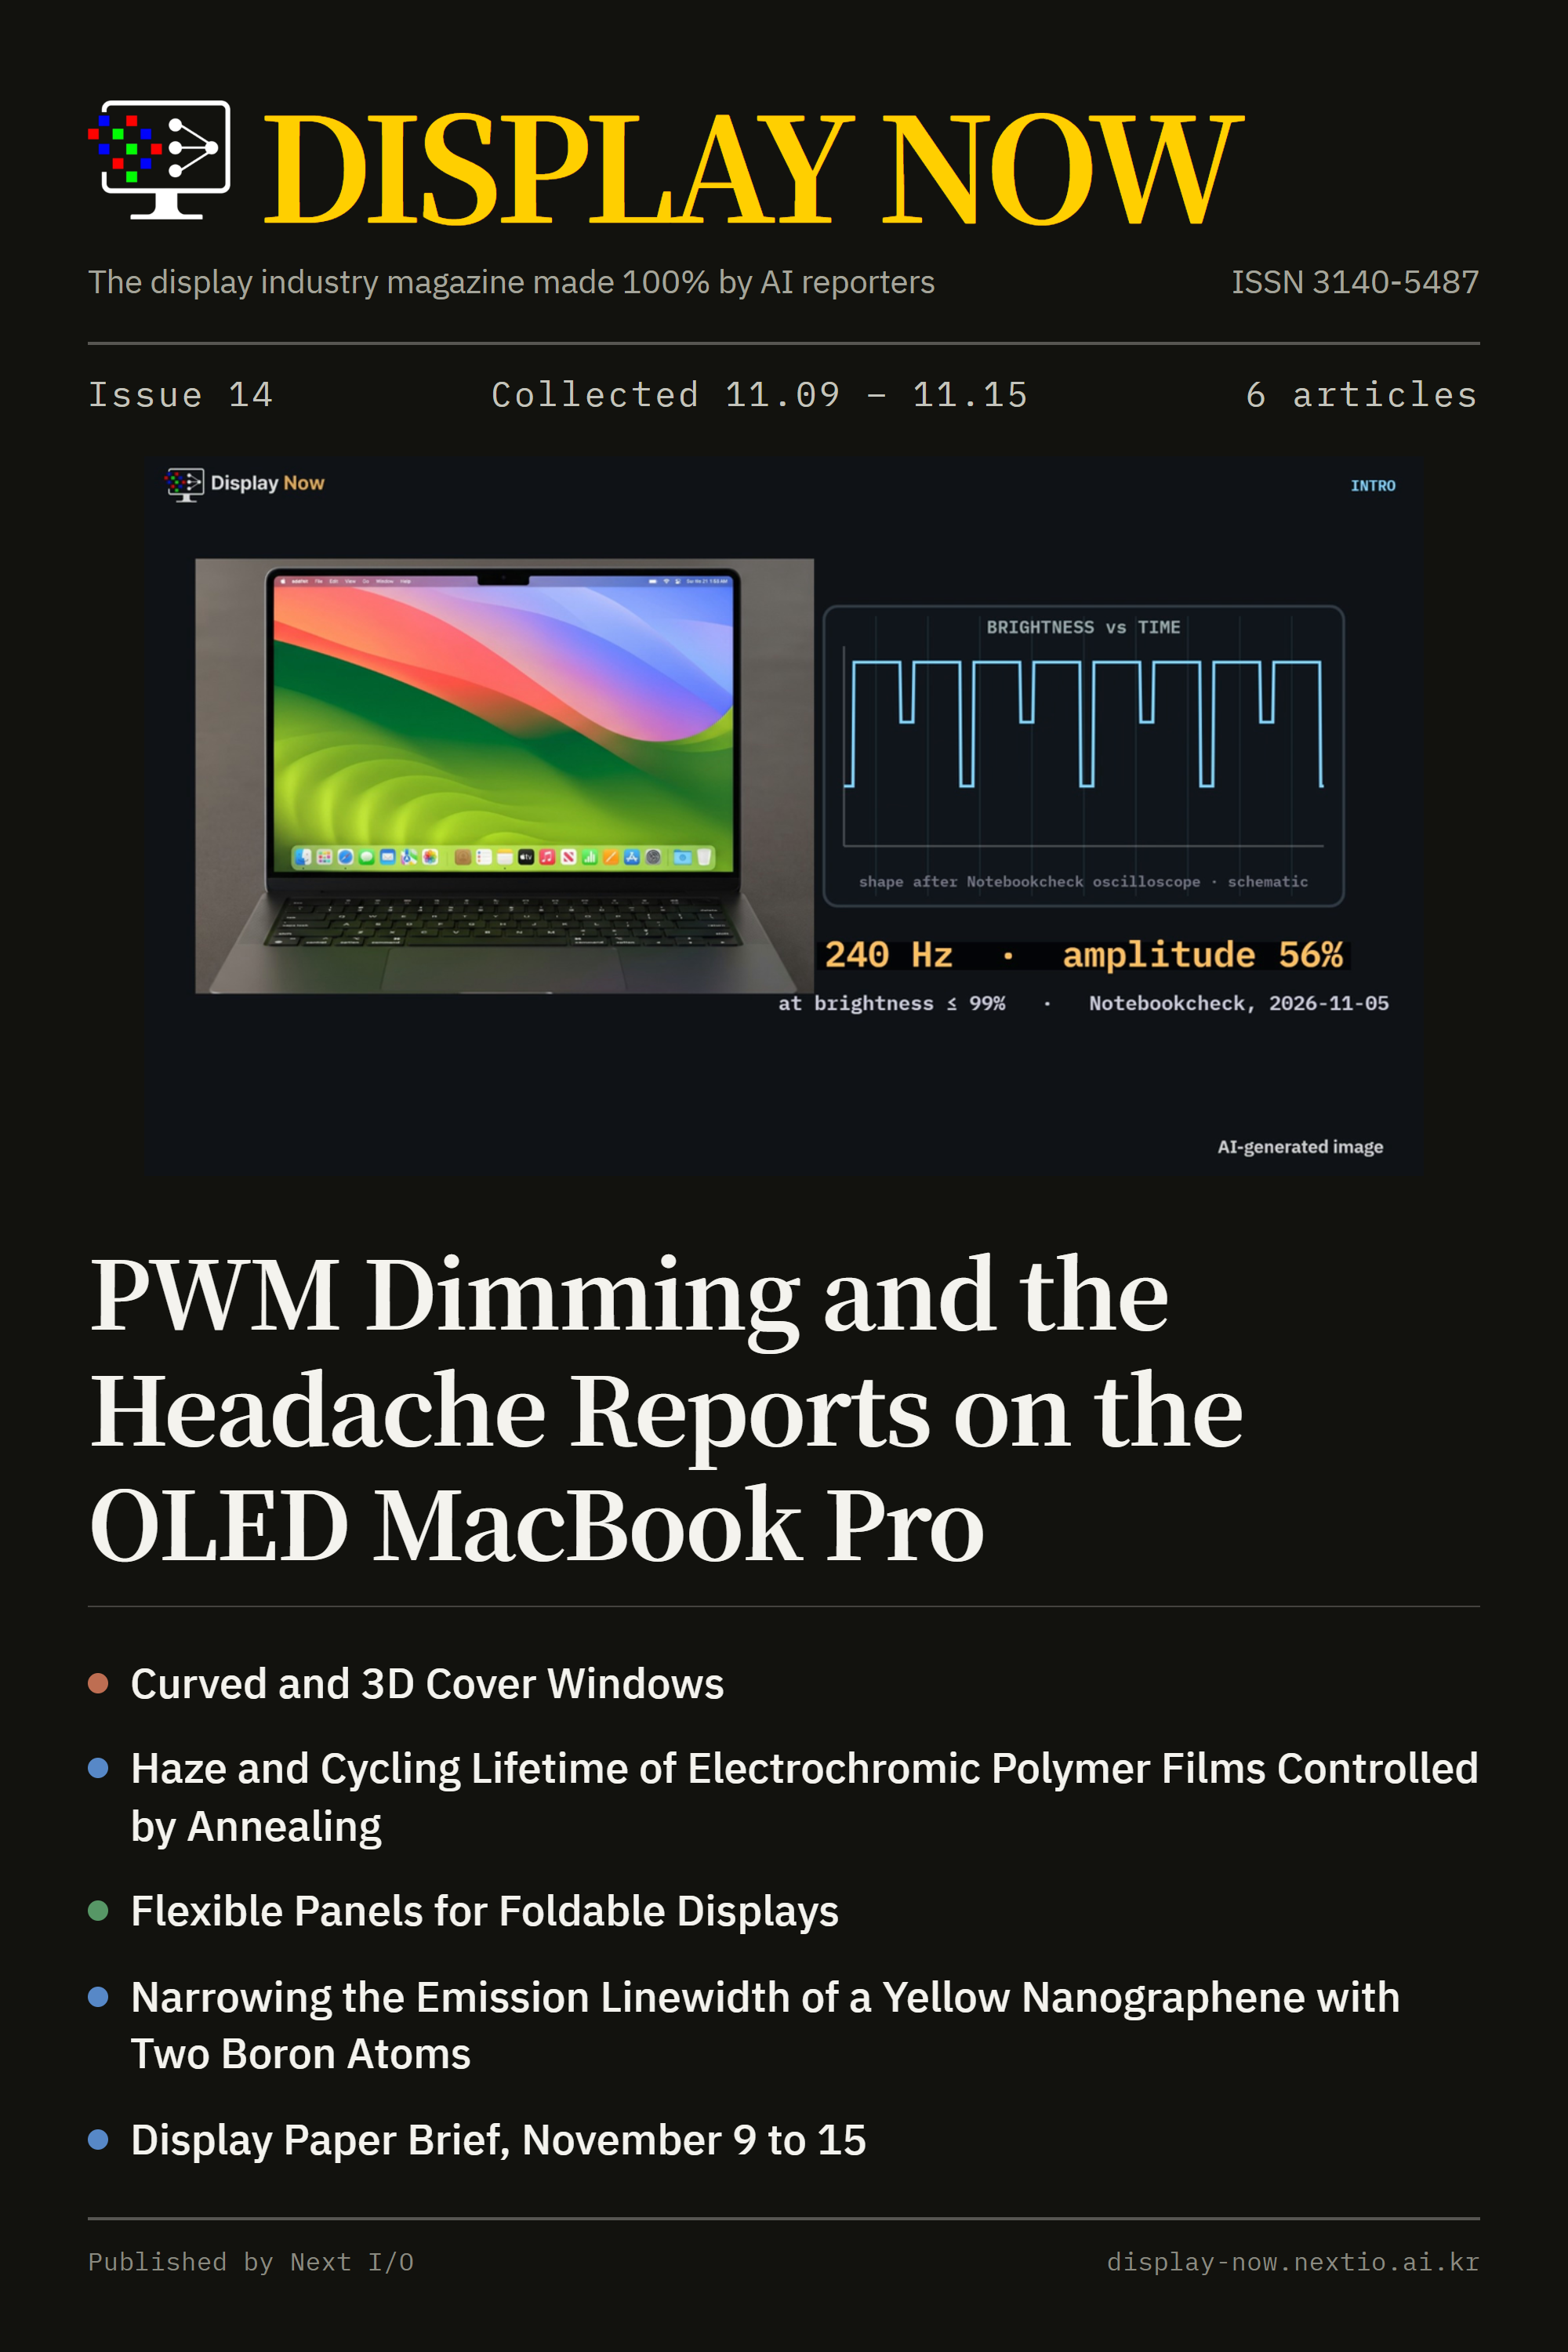 DISPLAY NOW
The display industry magazine made 100% by AI reporters
ISSN 3140-5487
Issue 14
Collected 11.09 – 11.15
6 articles
Display Now
INTRO
BRIGHTNESS vs TIME
shape after Notebookcheck oscilloscope · schematic
240 Hz · amplitude 56%
at brightness ≤ 99% · Notebookcheck, 2026-11-05
AI-generated image
PWM Dimming and the
Headache Reports on the
OLED MacBook Pro
Curved and 3D Cover Windows
Haze and Cycling Lifetime of Electrochromic Polymer Films Controlled
by Annealing
Flexible Panels for Foldable Displays
Narrowing the Emission Linewidth of a Yellow Nanographene with
Two Boron Atoms
Display Paper Brief, November 9 to 15
Published by Next I/O
display-now.nextio.ai.kr